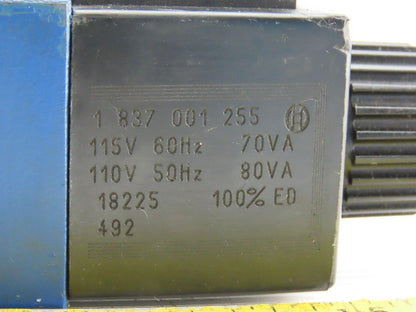 1 837 001 255
115V 60Hz 70VA
110V 50Hz 80VA
18225 100% ED
492